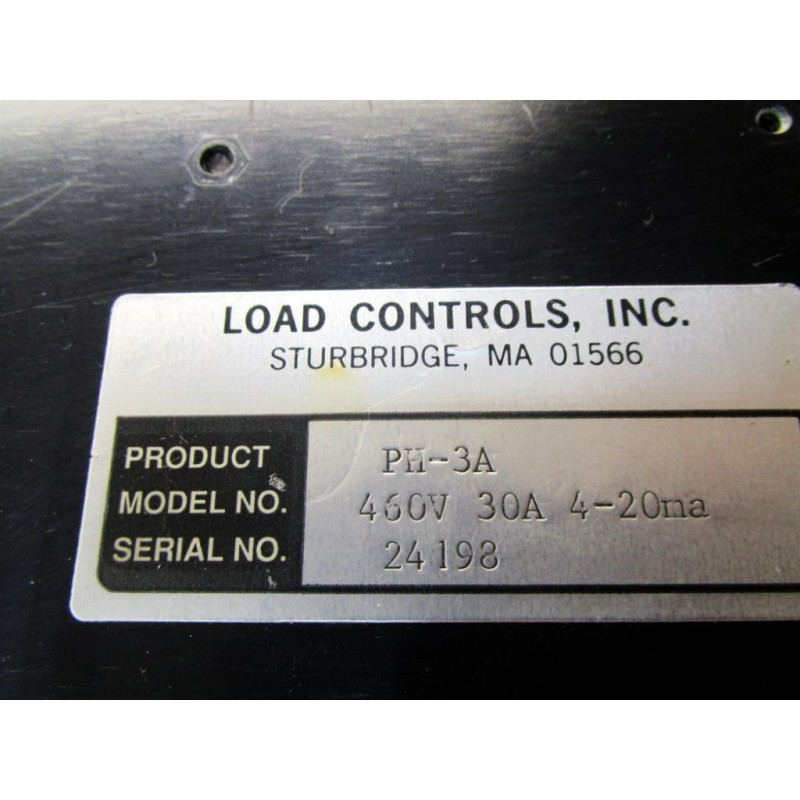 LOAD CONTROLS, INC.
STURBRIDGE, MA 01566
PRODUCT PH-3A
MODEL NO. 460V 30A 4-20ma
SERIAL NO. 24198